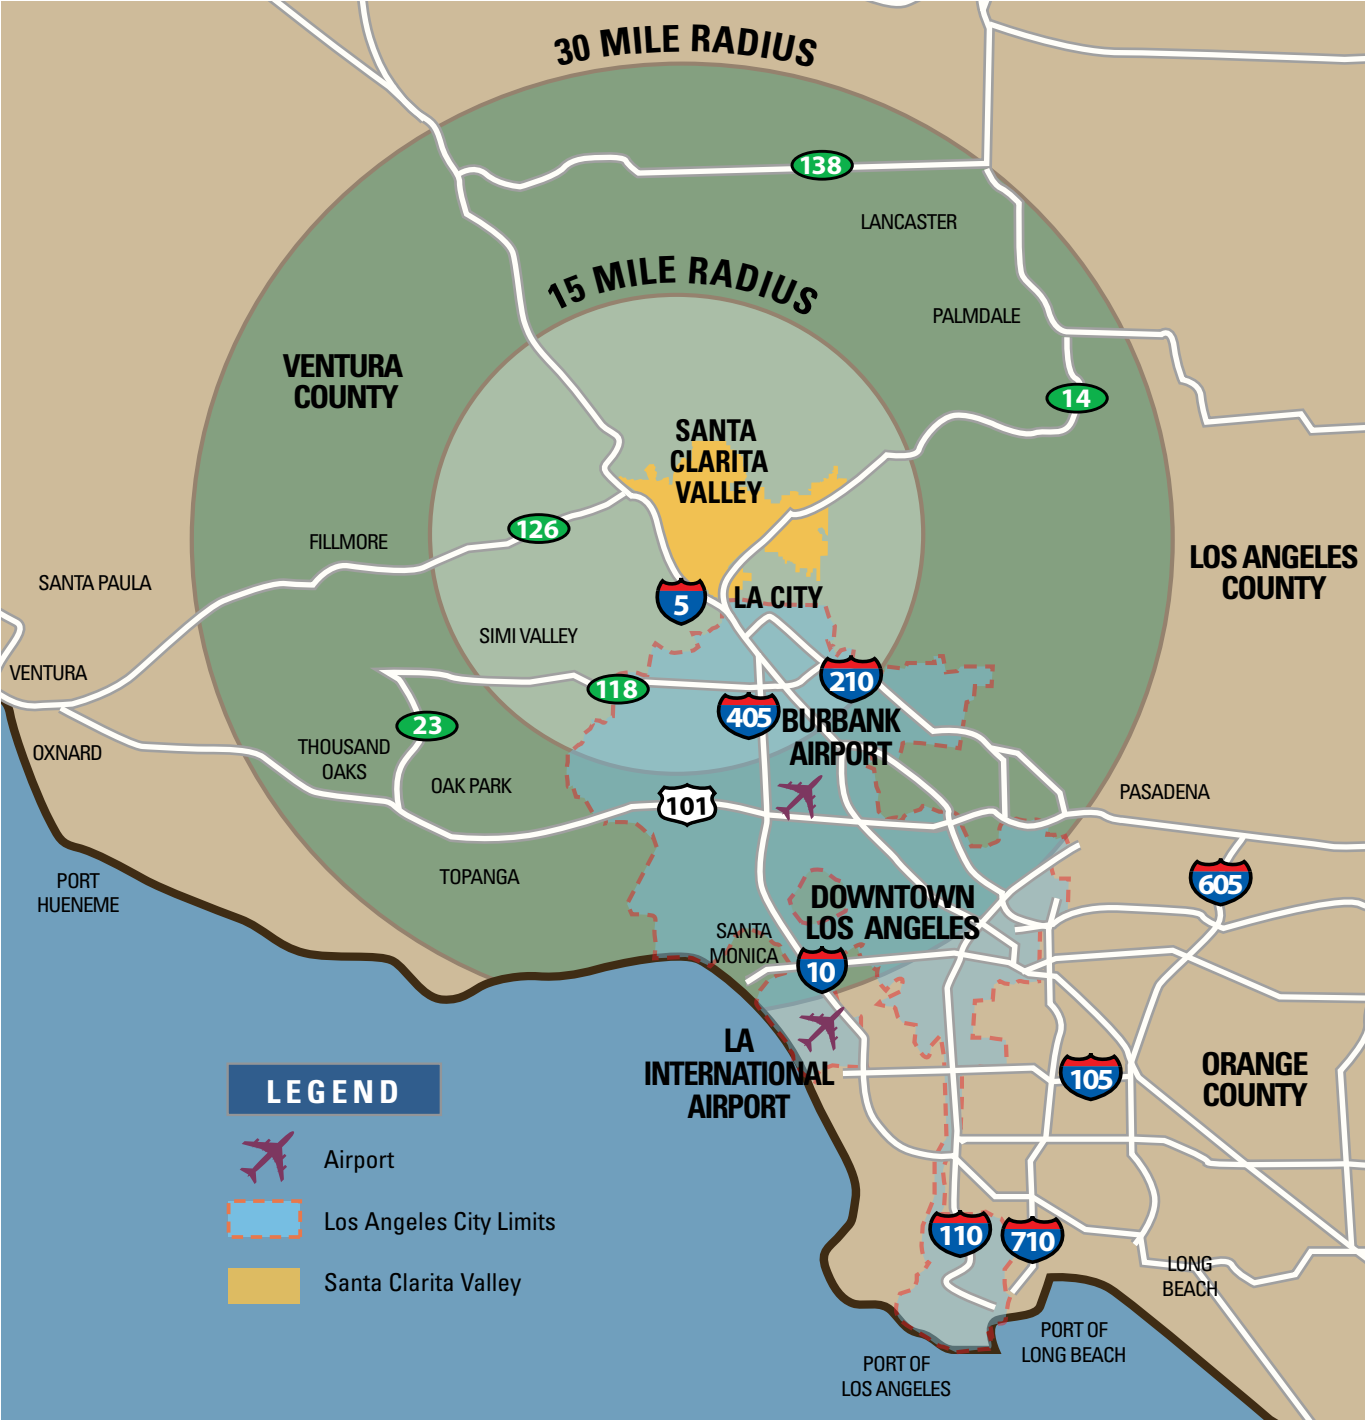 30 MILE RADIUS
138
LANCASTER
15 MILE RADIUS
PALMDALE
VENTURA
COUNTY
14
SANTA
CLARITA
VALLEY
126
FILLMORE
LOS ANGELES
COUNTY
SANTA PAULA
5
LA CITY
SIMI VALLEY
VENTURA
118
210
405
BURBANK
AIRPORT
23
OXNARD
THOUSAND
OAKS
OAK PARK
101
PASADENA
TOPANGA
PORT
HUENEME
605
DOWNTOWN
LOS ANGELES
SANTA
MONICA
10
LA
INTERNATIONAL
AIRPORT
105
ORANGE
COUNTY
LEGEND
Airport
Los Angeles City Limits
Santa Clarita Valley
110
710
LONG
BEACH
PORT OF
LONG BEACH
PORT OF
LOS ANGELES